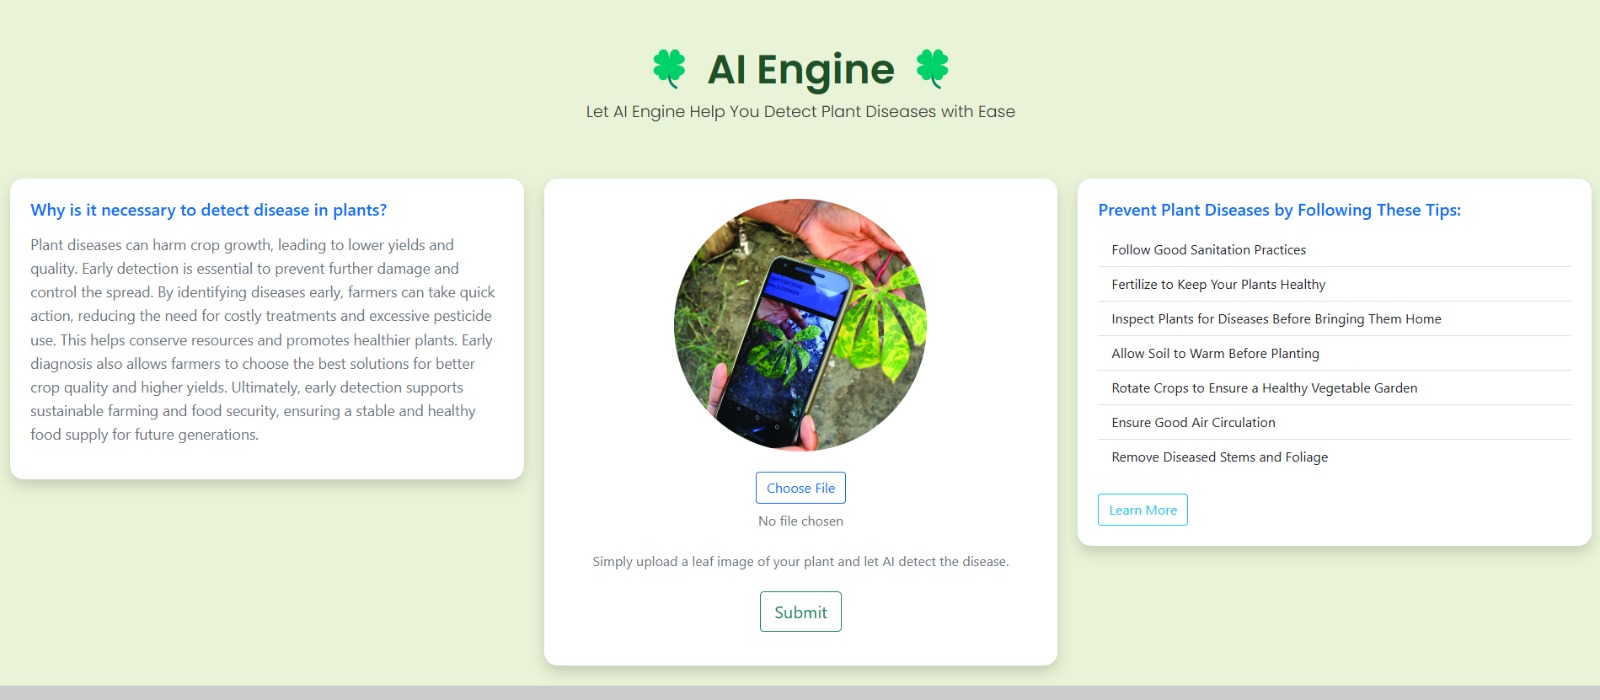 AI Engine
Let AI Engine Help You Detect Plant Diseases with Ease
Why is it necessary to detect disease in plants?
Plant diseases can harm crop growth, leading to lower yields and
quality. Early detection is essential to prevent further damage and
control the spread. By identifying diseases early, farmers can take quick
action, reducing the need for costly treatments and excessive pesticide
use. This helps conserve resources and promotes healthier plants. Early
diagnosis also allows farmers to choose the best solutions for better
crop quality and higher yields. Ultimately, early detection supports
sustainable farming and food security, ensuring a stable and healthy
food supply for future generations.
Choose File
No file chosen
Simply upload a leaf image of your plant and let AI detect the disease.
Submit
Prevent Plant Diseases by Following These Tips:
Follow Good Sanitation Practices
Fertilize to Keep Your Plants Healthy
Inspect Plants for Diseases Before Bringing Them Home
Allow Soil to Warm Before Planting
Rotate Crops to Ensure a Healthy Vegetable Garden
Ensure Good Air Circulation
Remove Diseased Stems and Foliage
Learn More